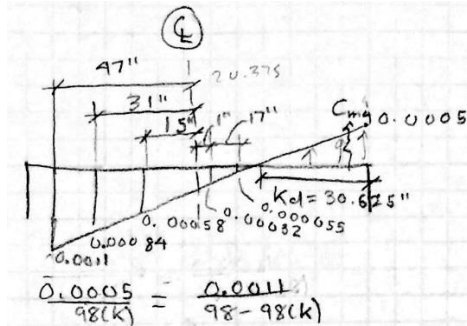 ℄
47" 20.375
31"
15" 1" 17" Cm 0.0005
Kd = 30.625"
0.00058 0.00032 0.000055
0.00084
0.0011
0.0005/98(k) = 0.0011/98-98(k)